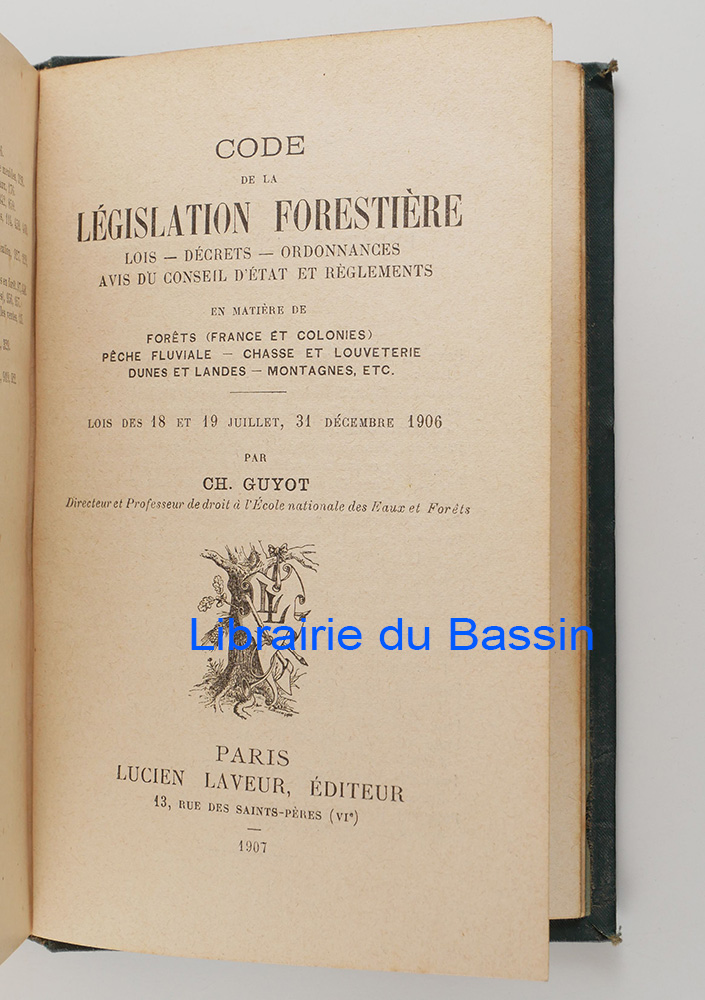 CODE
DE LA
LÉGISLATION FORESTIÈRE
LOIS — DÉCRETS — ORDONNANCES
AVIS DU CONSEIL D'ÉTAT ET RÈGLEMENTS
EN MATIÈRE DE
FORÊTS (FRANCE ET COLONIES)
PÊCHE FLUVIALE — CHASSE ET LOUVETERIE
DUNES ET LANDES — MONTAGNES, ETC.
LOIS DES 18 ET 19 JUILLET, 31 DÉCEMBRE 1906
PAR
CH. GUYOT
Directeur et Professeur de droit à l'École nationale des Eaux et Forêts
Librairie du Bassin
PARIS
LUCIEN LAVEUR, ÉDITEUR
13, RUE DES SAINTS-PÈRES (VIe)
1907